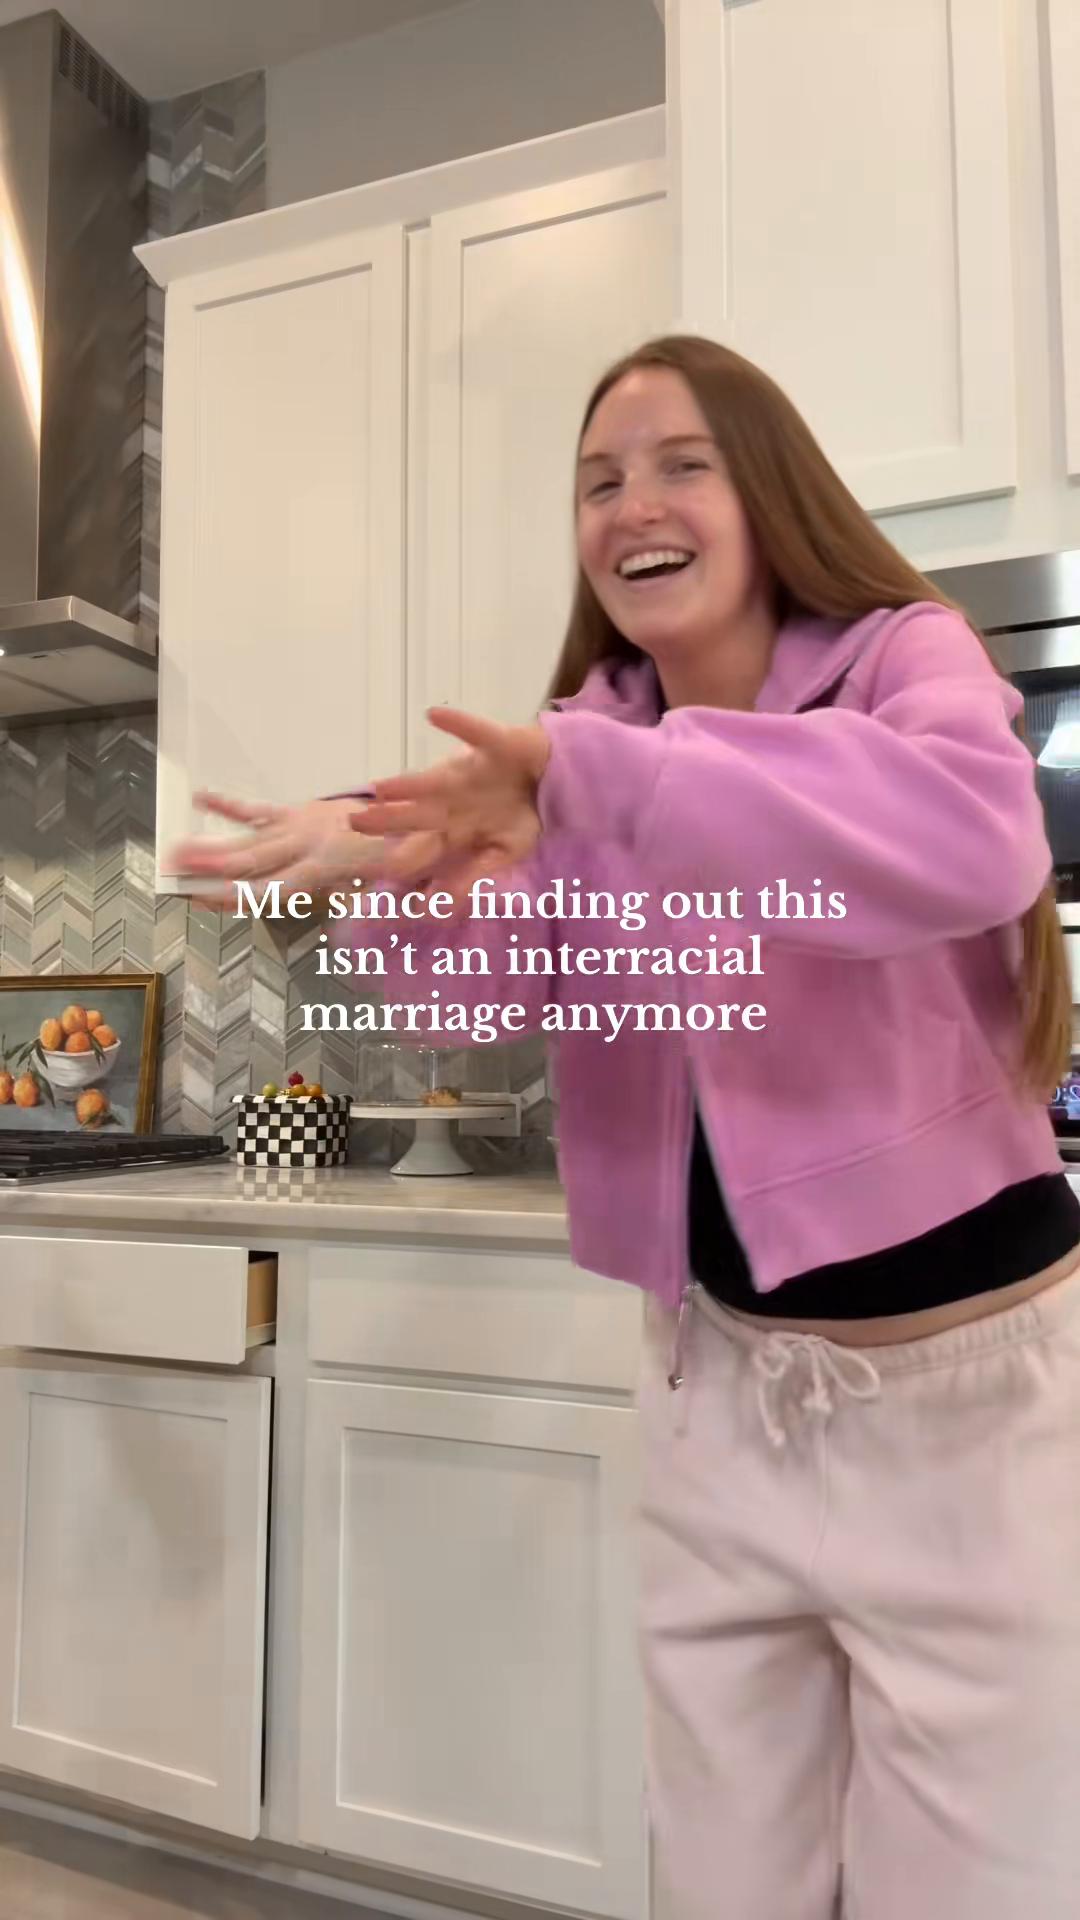 Me since finding out this
isn’t an interracial
marriage anymore